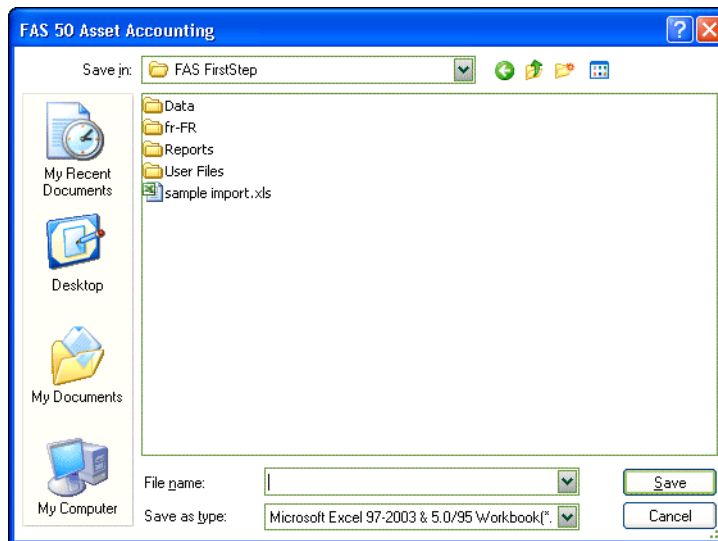 FAS 50 Asset Accounting
?
Save in:
FAS FirstStep
My Recent
Documents
Desktop
My Documents
My Computer
Data
fr-FR
Reports
User Files
sample import.xls
File name:
Save
Save as type:
Microsoft Excel 97-2003 & 5.0/95 Workbook(*.
Cancel